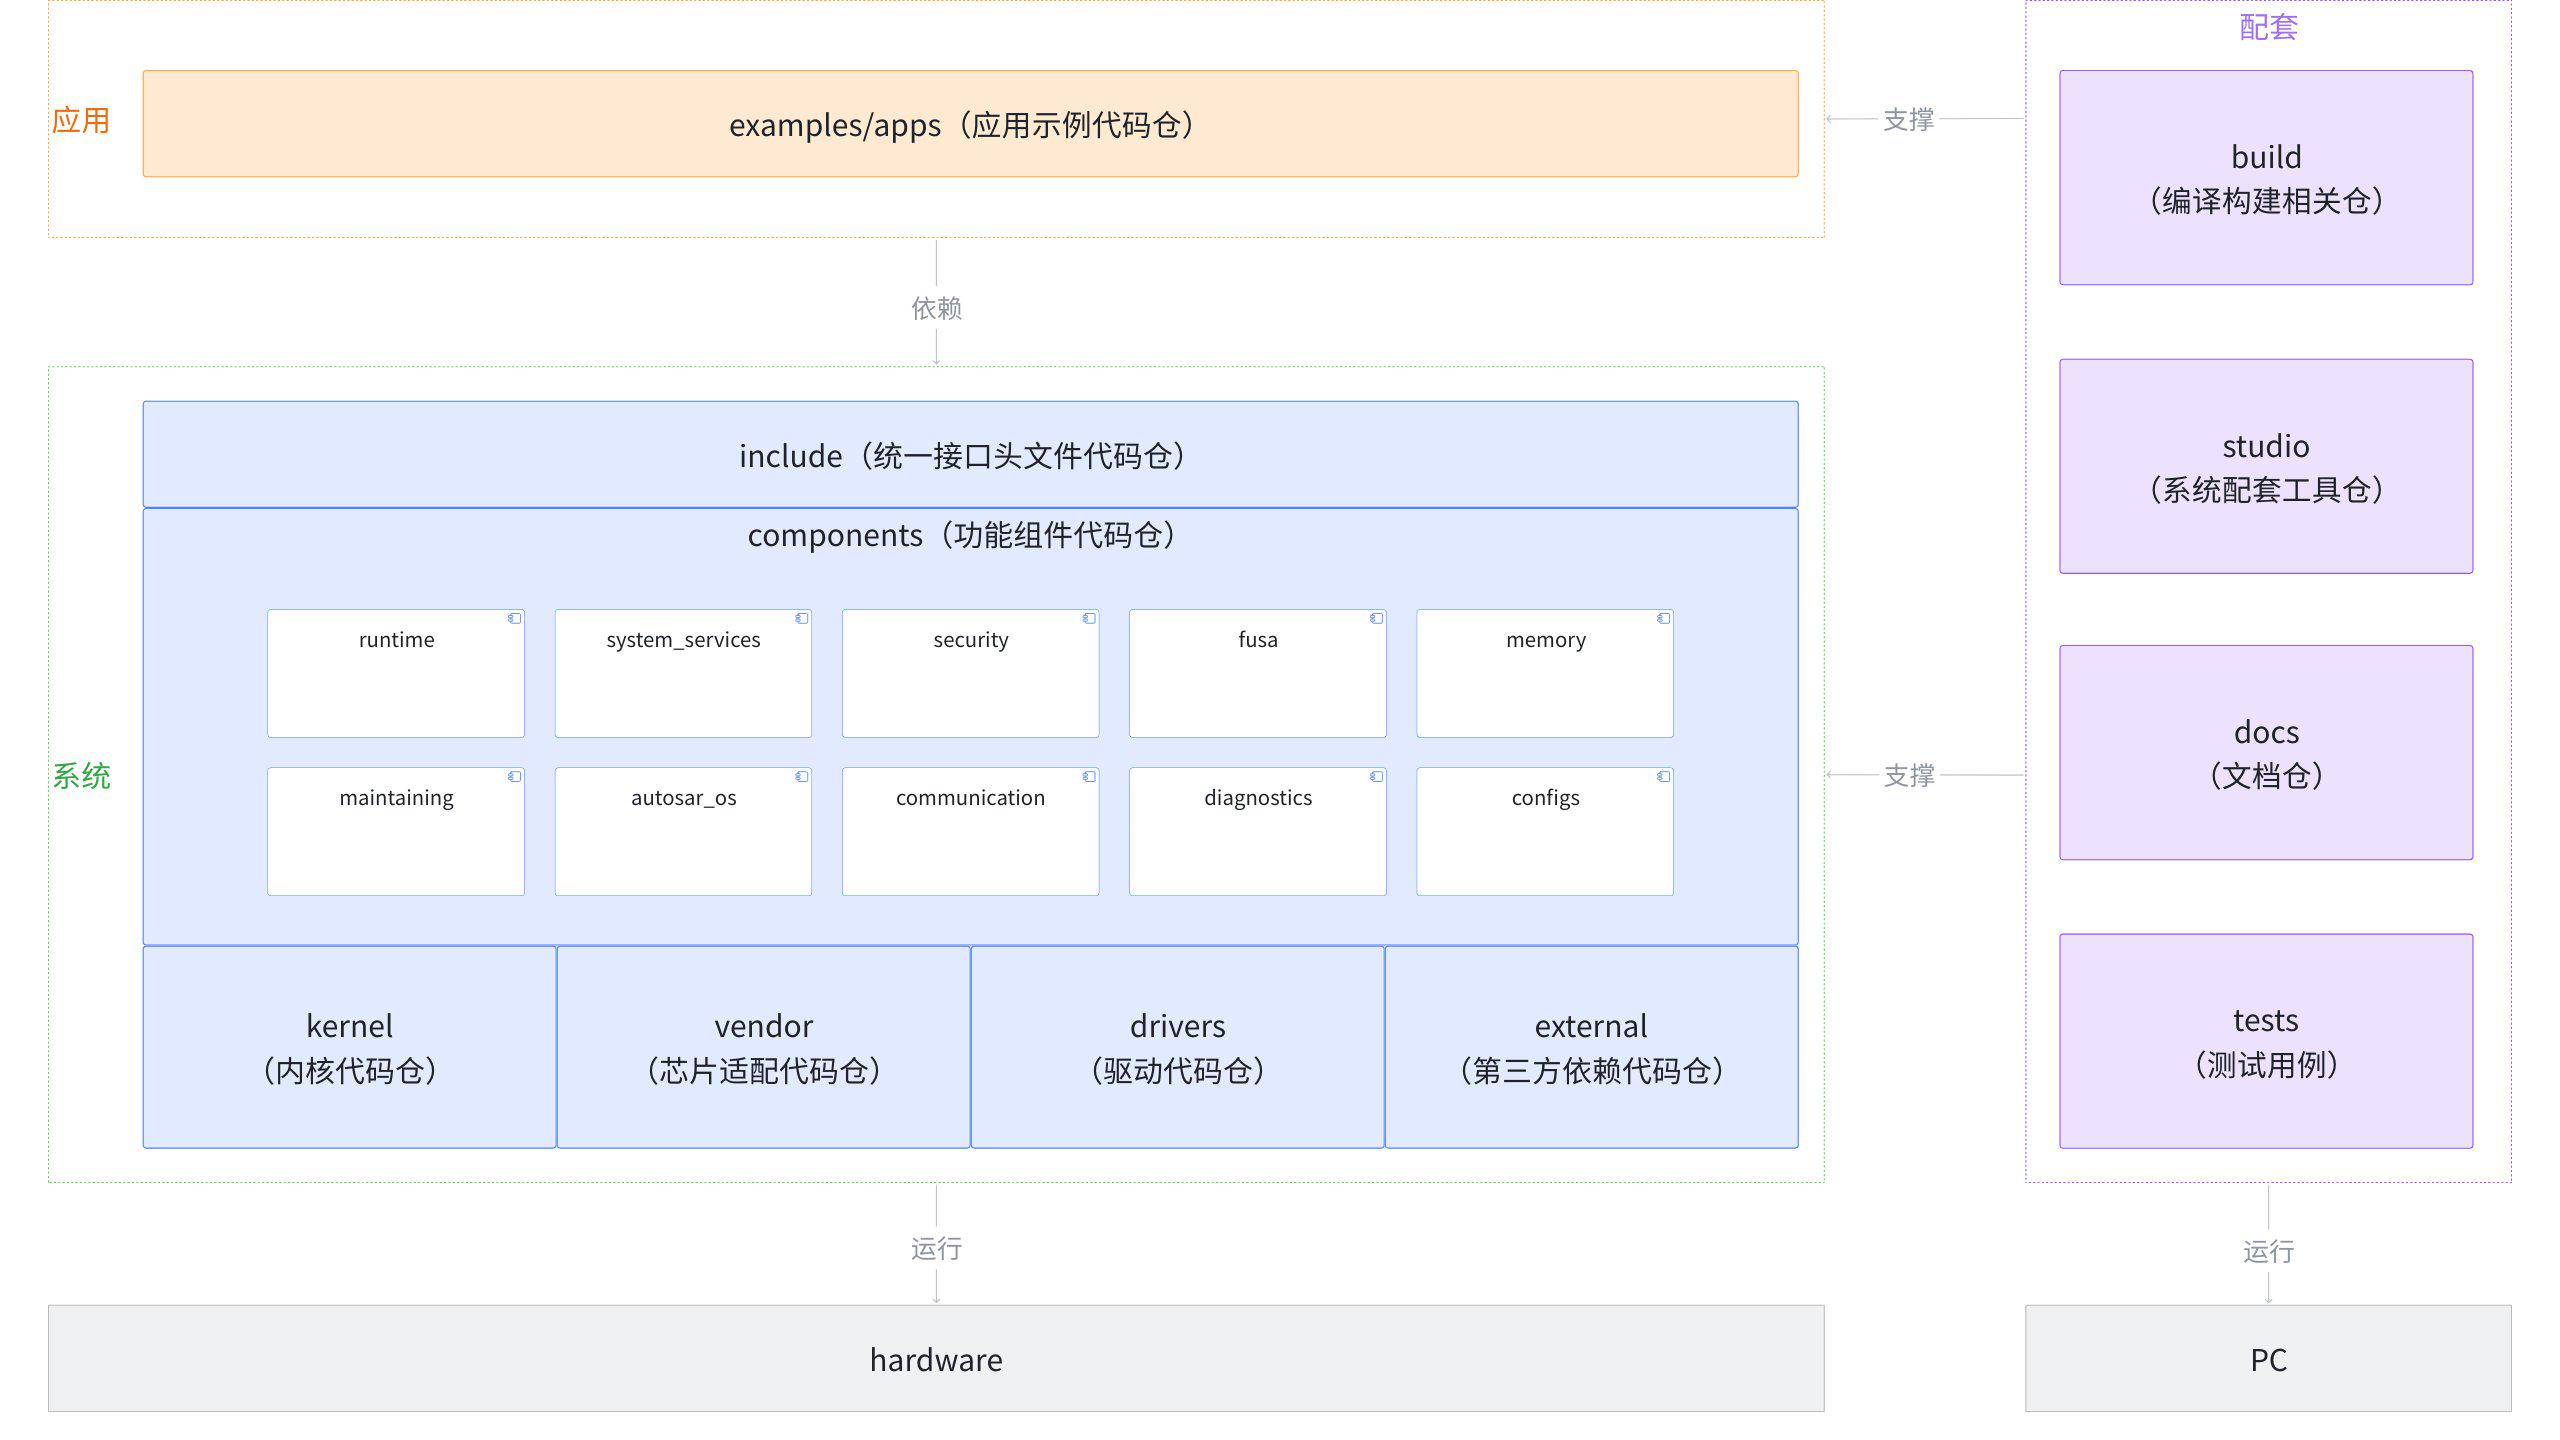 配套
应用
examples/apps（应用示例代码仓）
支撑
build
（编译构建相关仓）
依赖
include（统一接口头文件代码仓）
studio
（系统配套工具仓）
components（功能组件代码仓）
runtime
system_services
security
fusa
memory
docs
（文档仓）
系统
支撑
maintaining
autosar_os
communication
diagnostics
configs
kernel
（内核代码仓）
vendor
（芯片适配代码仓）
drivers
（驱动代码仓）
external
（第三方依赖代码仓）
tests
（测试用例）
运行
运行
hardware
PC